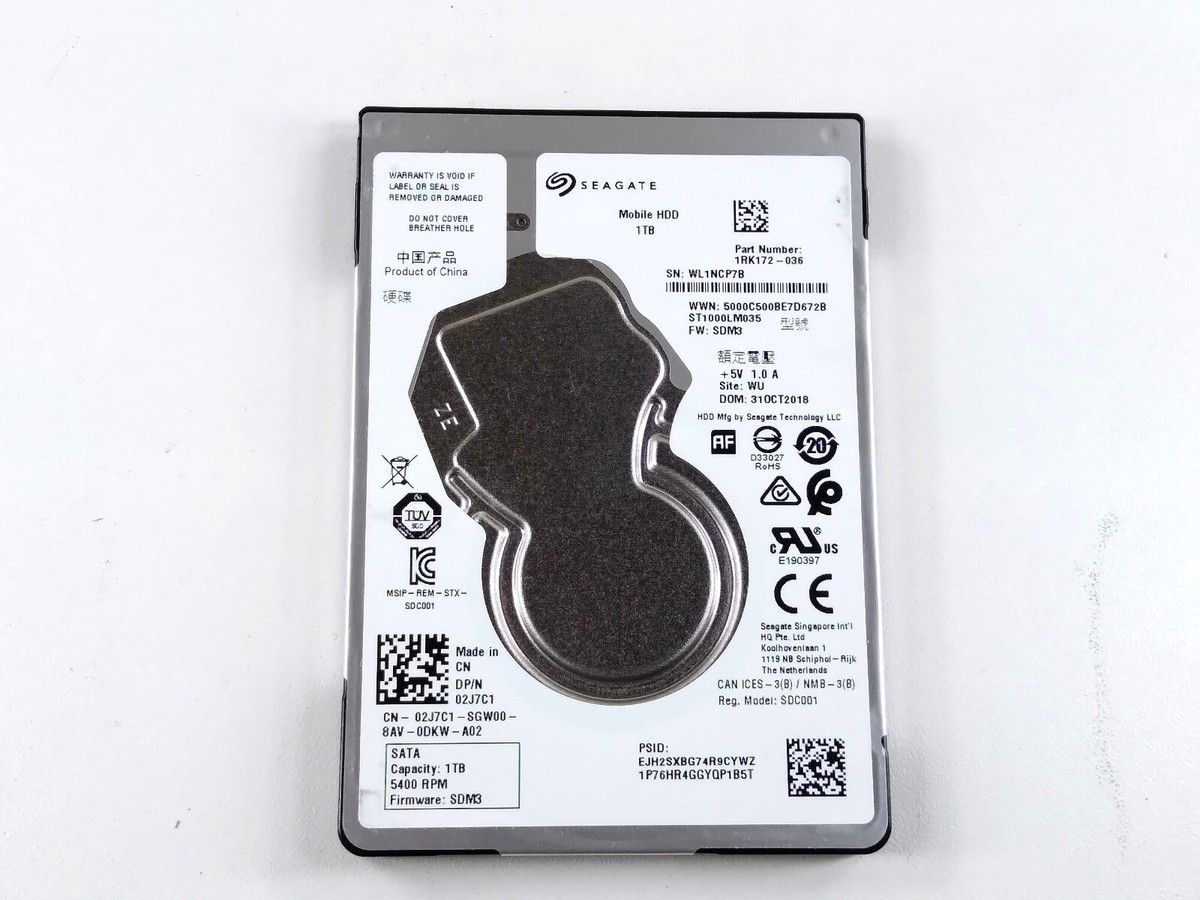 WARRANTY IS VOID IF
LABEL OR SEAL IS
REMOVED OR DAMAGED
DO NOT COVER
BREATHER HOLE
中国产品
Product of China
硬碟
SEAGATE
Mobile HDD
1TB
Part Number:
1RK172-036
SN: WL1NCP7B
WWN: 5000C500BE7D672B
ST1000LM035 型號
FW: SDM3
額定電壓
+5V 1.0 A
Site: WU
DOM: 31OCT2018
HDD Mfg by Seagate Technology LLC
AF
D33027
RoHS
20
ZE
TÜV
SGD
MSIP-REM-STX-
SDC001
c RU ® US
E190397
CE
Seagate Singapore Int'l
HQ Pte. Ltd
Koolhovenlaan 1
1119 NB Schiphol-Rijk
The Netherlands
CAN ICES-3(B) / NMB-3(B)
Reg. Model: SDC001
Made in
CN
DP/N
02J7C1
CN- 02J7C1-SGW00-
8AV-0DKW-A02
SATA
Capacity: 1TB
5400 RPM
Firmware: SDM3
PSID:
EJH2SXBG74R9CYWZ
1P76HR4GGYQP1B5T